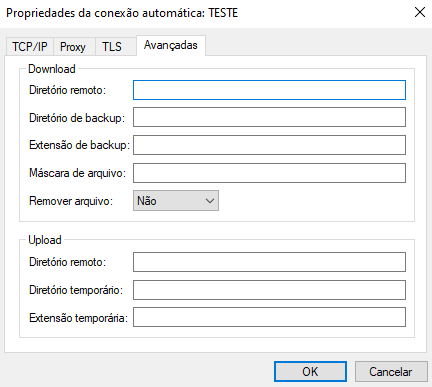 Propriedades da conexão automática: TESTE
TCP/IP Proxy TLS Avançadas
Download
Diretório remoto:
Diretório de backup:
Extensão de backup:
Máscara de arquivo:
Remover arquivo: Não
Upload
Diretório remoto:
Diretório temporário:
Extensão temporária:
OK Cancelar